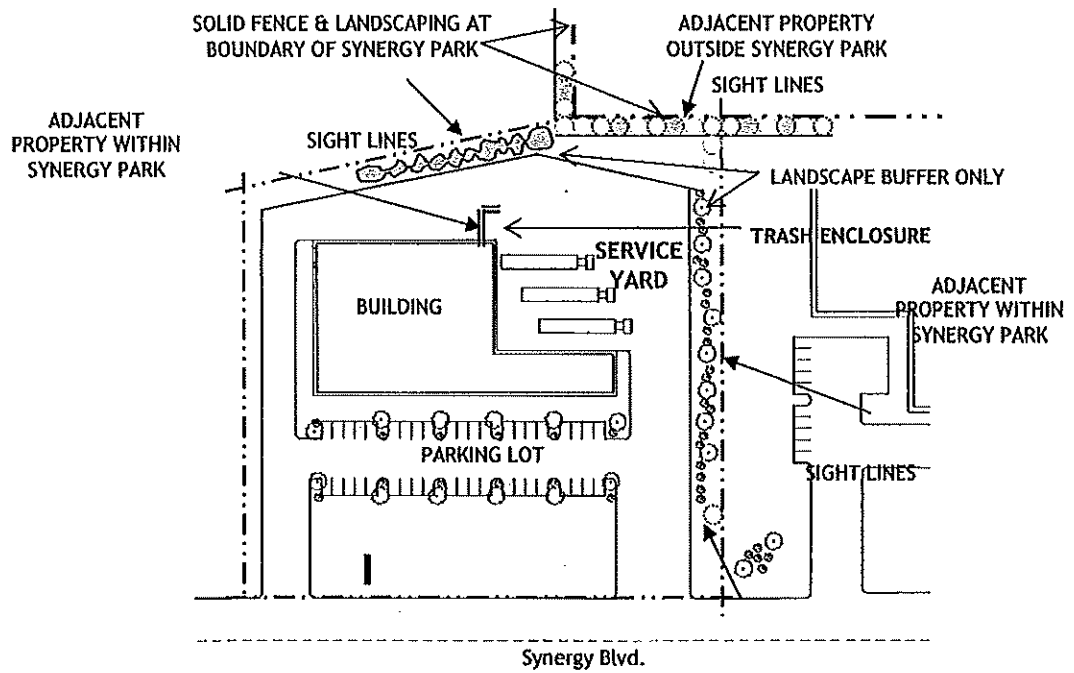 SOLID FENCE & LANDSCAPING AT
BOUNDARY OF SYNERGY PARK
ADJACENT PROPERTY
OUTSIDE SYNERGY PARK
SIGHT LINES
ADJACENT
PROPERTY WITHIN
SYNERGY PARK
SIGHT LINES
LANDSCAPE BUFFER ONLY
TRASH ENCLOSURE
SERVICE
YARD
BUILDING
ADJACENT
PROPERTY WITHIN
SYNERGY PARK
PARKING LOT
SIGHT LINES
Synergy Blvd.